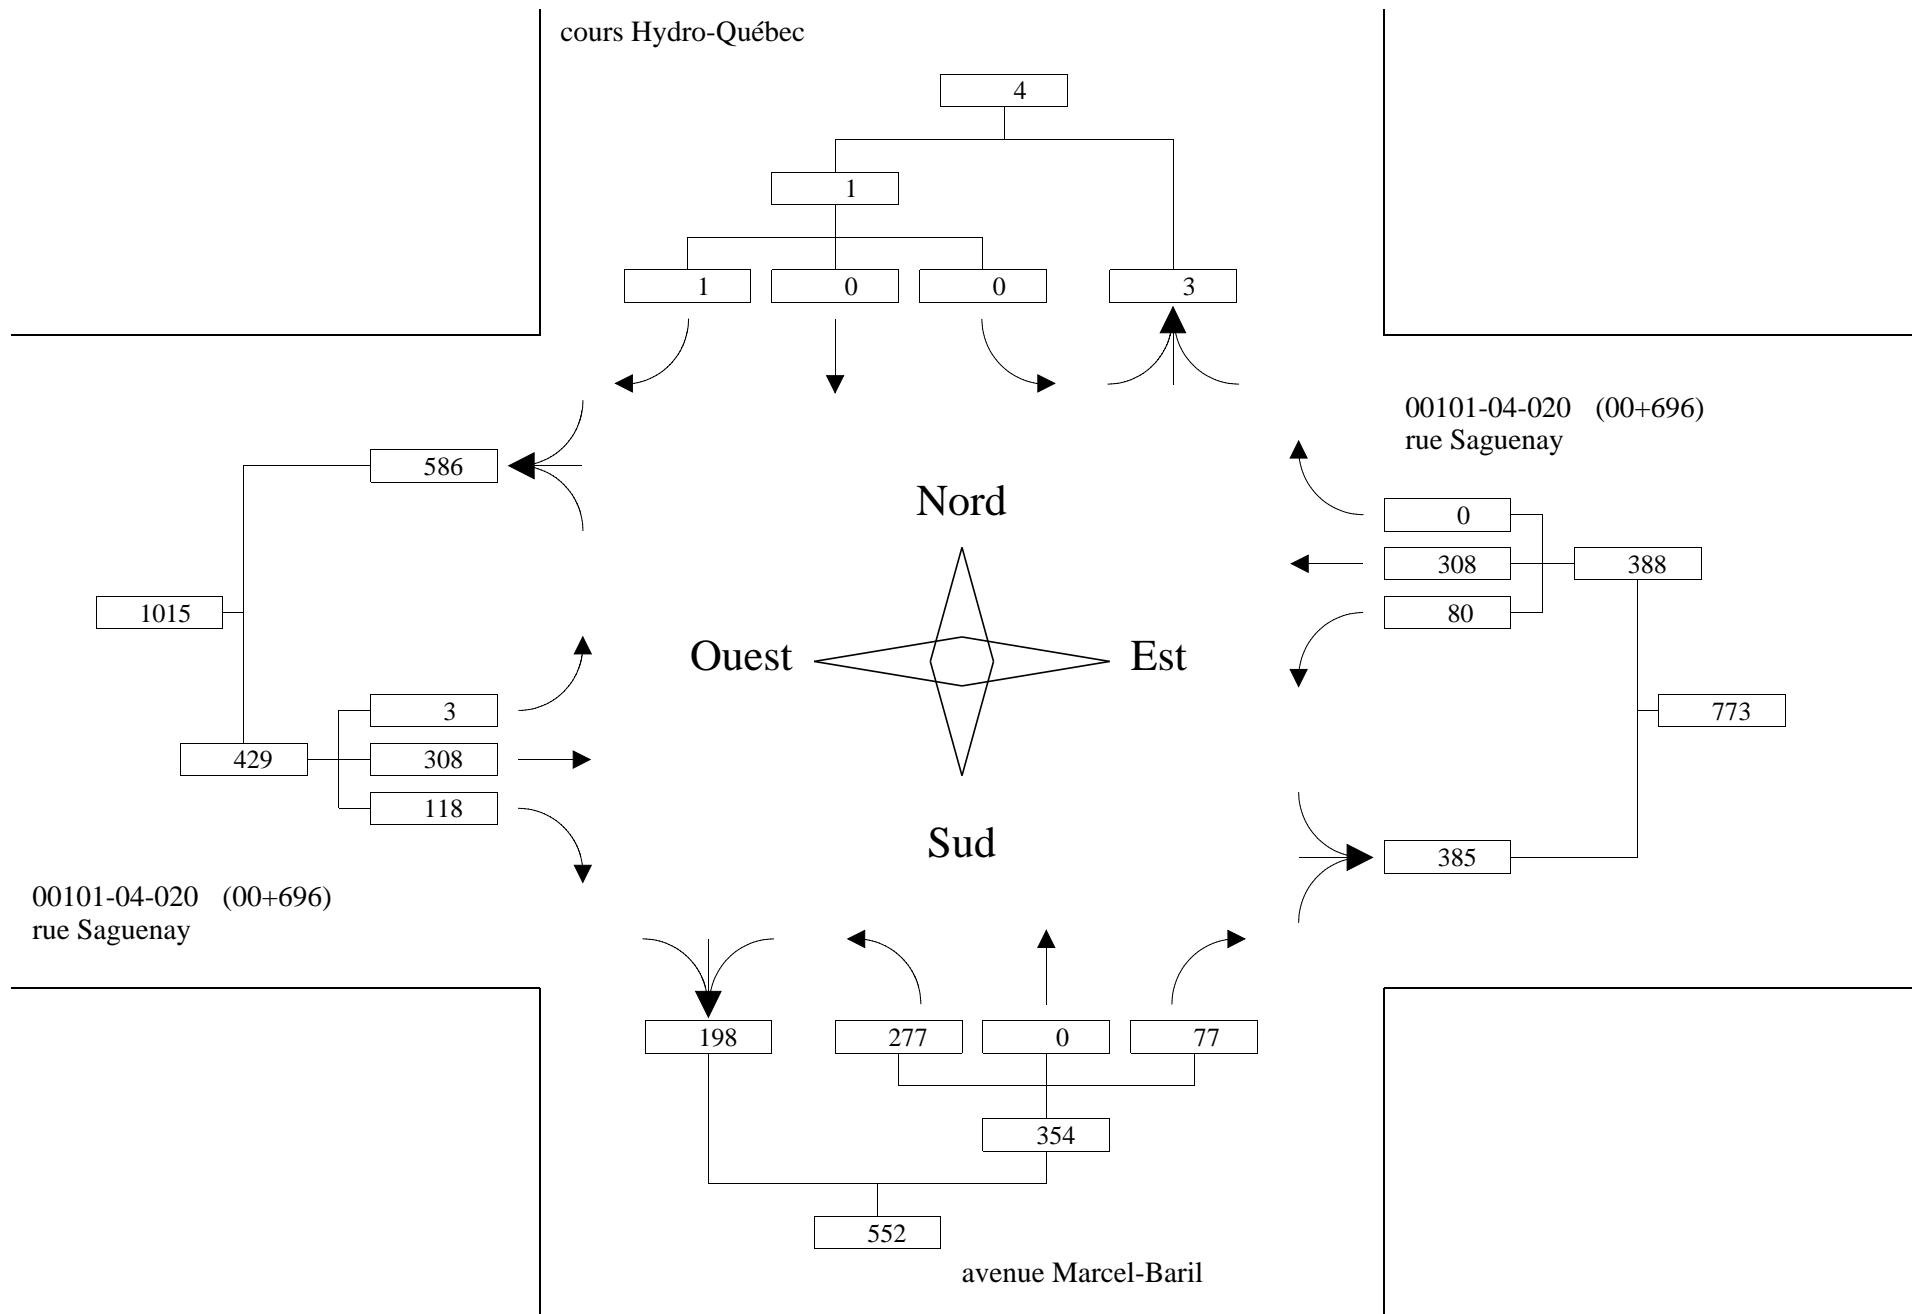 cours Hydro-Québec
4
1
1 0 0 3
00101-04-020 (00+696)
rue Saguenay
586
Nord
0
308 388
80
1015
Ouest Est
3 773
429 308
118
Sud
385
00101-04-020 (00+696)
rue Saguenay
198 277 0 77
354
552
avenue Marcel-Baril